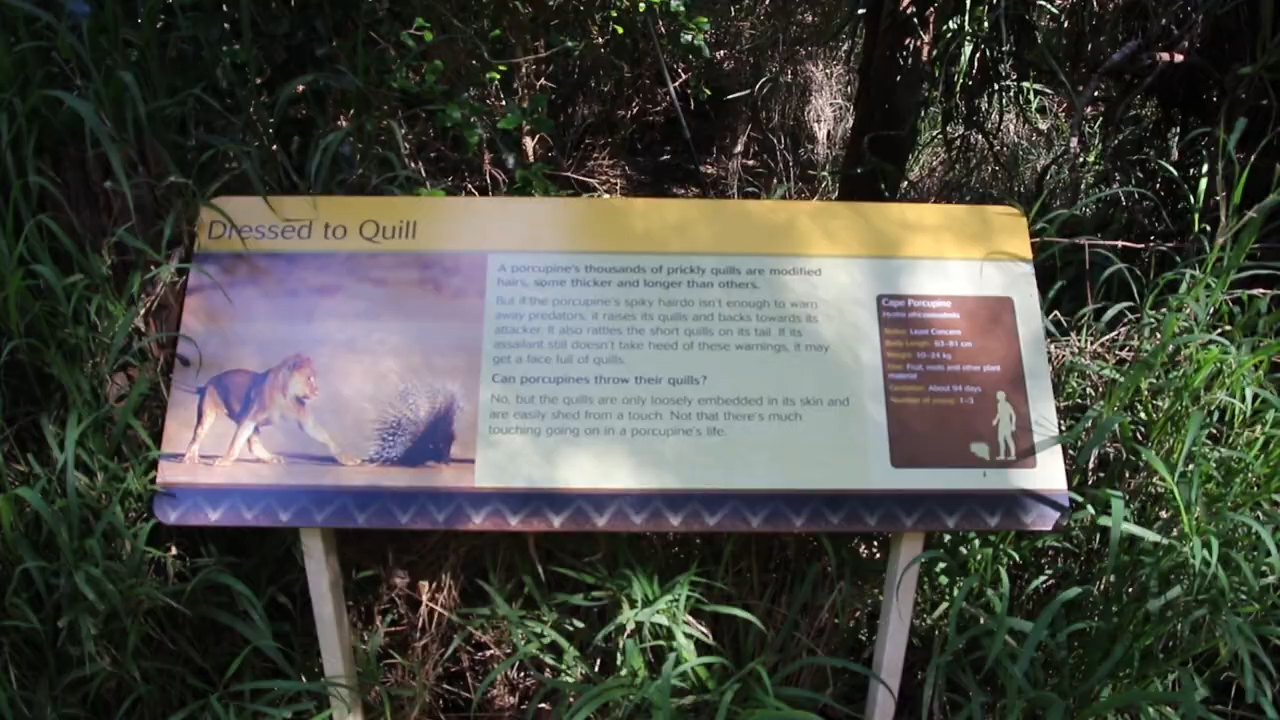 Dressed to Quill
A porcupine's thousands of prickly quills are modified
hairs, some thicker and longer than others.
But if the porcupine's spiky hairdo isn't enough to warn
away predators, it raises its quills and backs towards its
attacker. It also rattles the short quills on its tail. If its
assailant still doesn't take heed of these warnings, it may
get a face full of quills.
Can porcupines throw their quills?
No, but the quills are only loosely embedded in its skin and
are easily shed from a touch. Not that there's much
touching going on in a porcupine's life.
Cape Porcupine
Hystrix africaeaustralis
Status: Least Concern
Body Length: 63-81 cm
Weight: 10-24 kg
Diet: Fruit, roots and other plant
material
Gestation: About 94 days
Number of young: 1-3